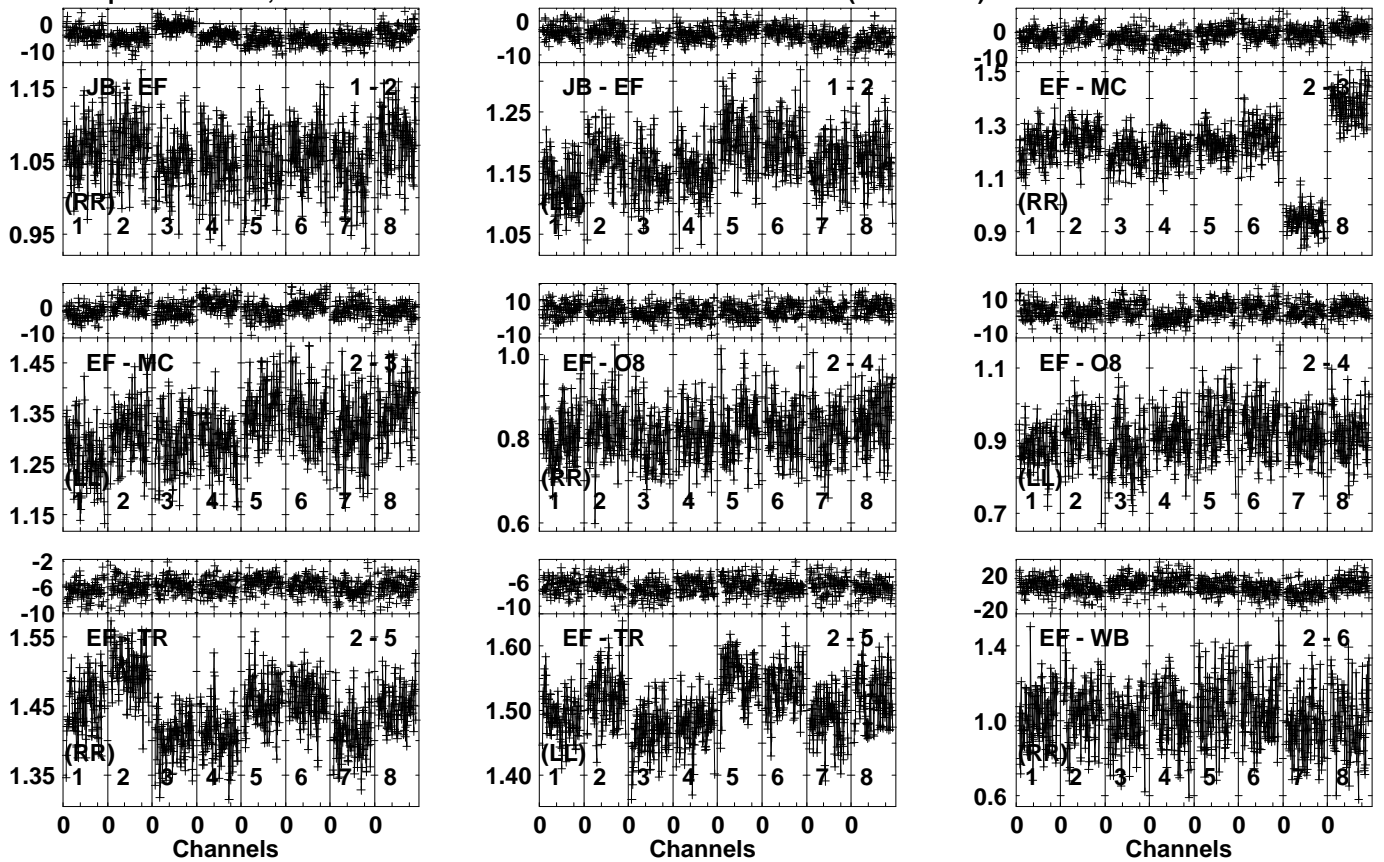 0 0 0
-10 -10 -10
1.15 JB - EF 1 - 2
1.05
0.95
(RR)
1 2 3 4 5 6 7 8
1.25 JB - EF 1 - 2
1.15
1.05
(LL)
1 2 3 4 5 6 7 8
1.5 EF - MC 2 - 3
1.3
1.1
0.9
(RR)
1 2 3 4 5 6 8
0 10 10
-10 -10 -10
1.45 EF - MC 2 - 3
1.35
1.25
1.15
(LL)
1 2 3 4 5 6 7 8
1.0 EF - O8 2 - 4
0.8
0.6
(RR)
1 2 3 4 5 6 7 8
1.1 EF - O8 2 - 4
0.9
0.7
(LL)
1 2 3 4 5 6 7 8
-2 -6 20
-6 -10 -20
-10
1.55 EF - TR 2 - 5
1.45
1.35
(RR)
1 2 3 4 5 6 7 8
1.60 EF - TR 2 - 5
1.50
1.40
(LL)
1 2 3 4 5 6 7 8
1.4 EF - WB 2 - 6
1.0
0.6
(RR)
1 2 3 4 5 6 7 8
0 0 0 0 0 0 0 0 0 0 0 0 0 0 0 0 0 0 0 0 0 0 0 0
Channels Channels Channels